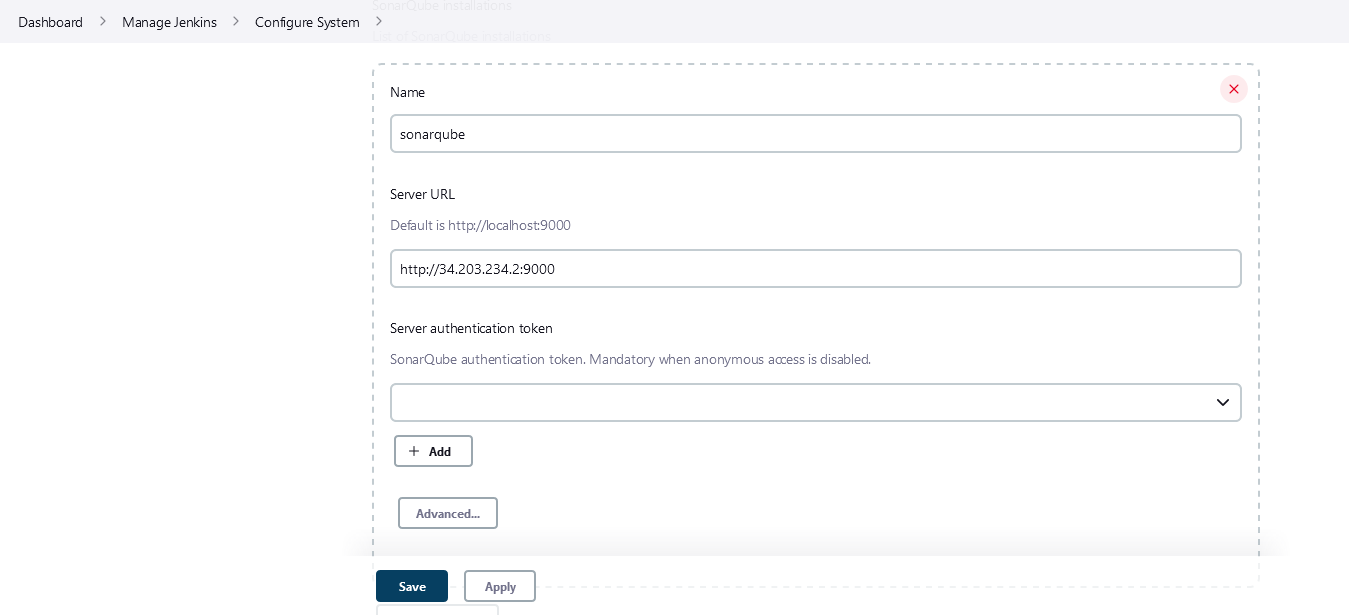 SonarQube installations
Dashboard > Manage Jenkins > Configure System >
List of SonarQube installations
Name
sonarqube
Server URL
Default is http://localhost:9000
http://34.203.234.2:9000
Server authentication token
SonarQube authentication token. Mandatory when anonymous access is disabled.
+ Add
Advanced...
Save Apply